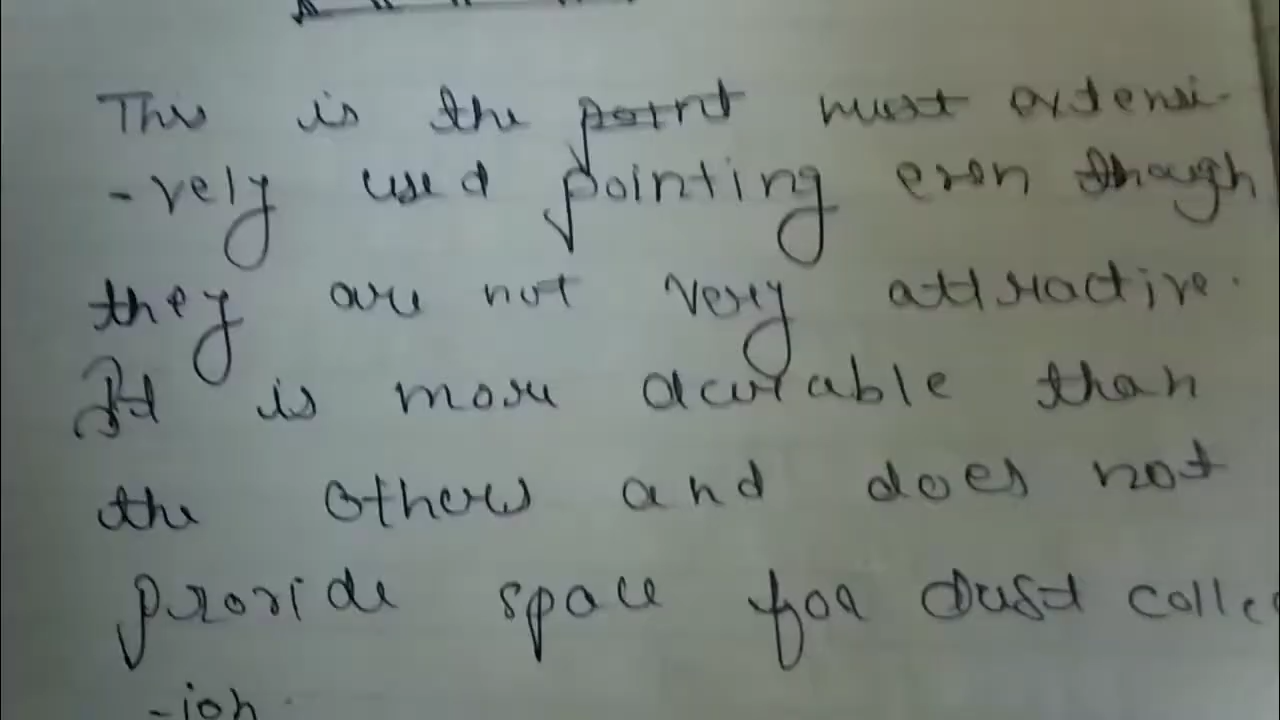 This is the point most extensi-
-vely used pointing even though
they are not very attractive.
It is more durable than
the others and does not
provide space for dust colle
-ion.